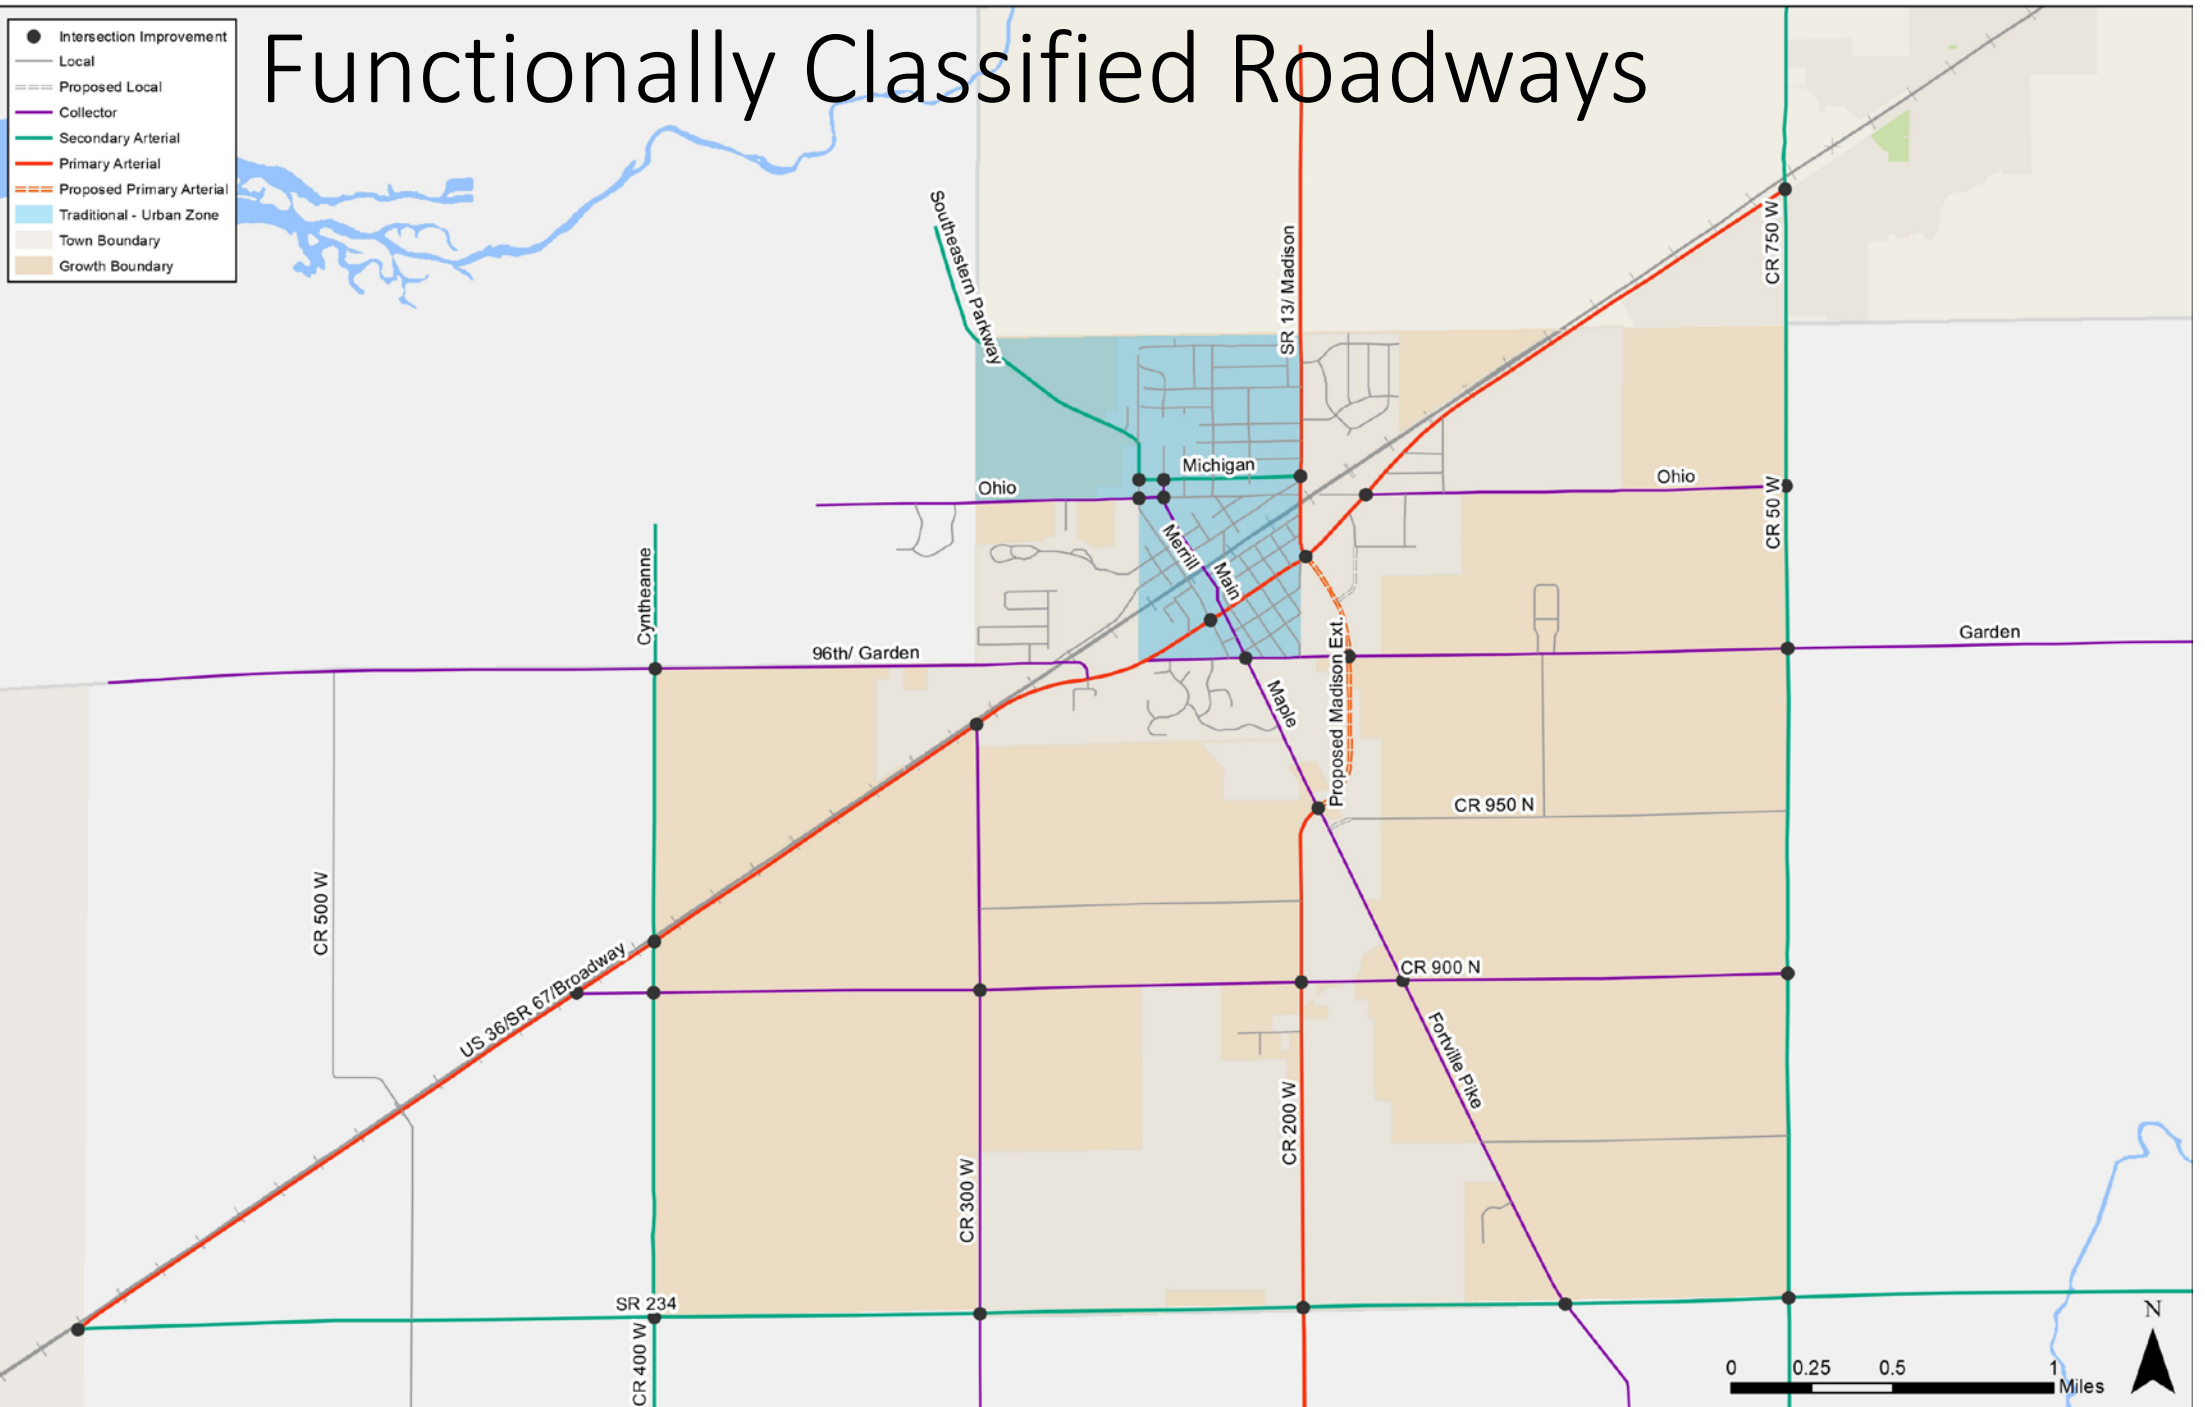 Functionally Classified Roadways
Intersection Improvement
Local
Proposed Local
Collector
Secondary Arterial
Primary Arterial
Proposed Primary Arterial
Traditional - Urban Zone
Town Boundary
Growth Boundary
Southeastern Parkway
SR 13/ Madison
CR 750 W
Michigan
Ohio
Ohio
CR 50 W
Merrill
Main
Cyntheanne
96th/ Garden
Garden
Maple
Proposed Madison Ext.
CR 950 N
CR 500 W
US 36/SR 67/Broadway
CR 900 N
Fortville Pike
CR 200 W
CR 300 W
SR 234
CR 400 W
N
0 0.25 0.5 1
Miles